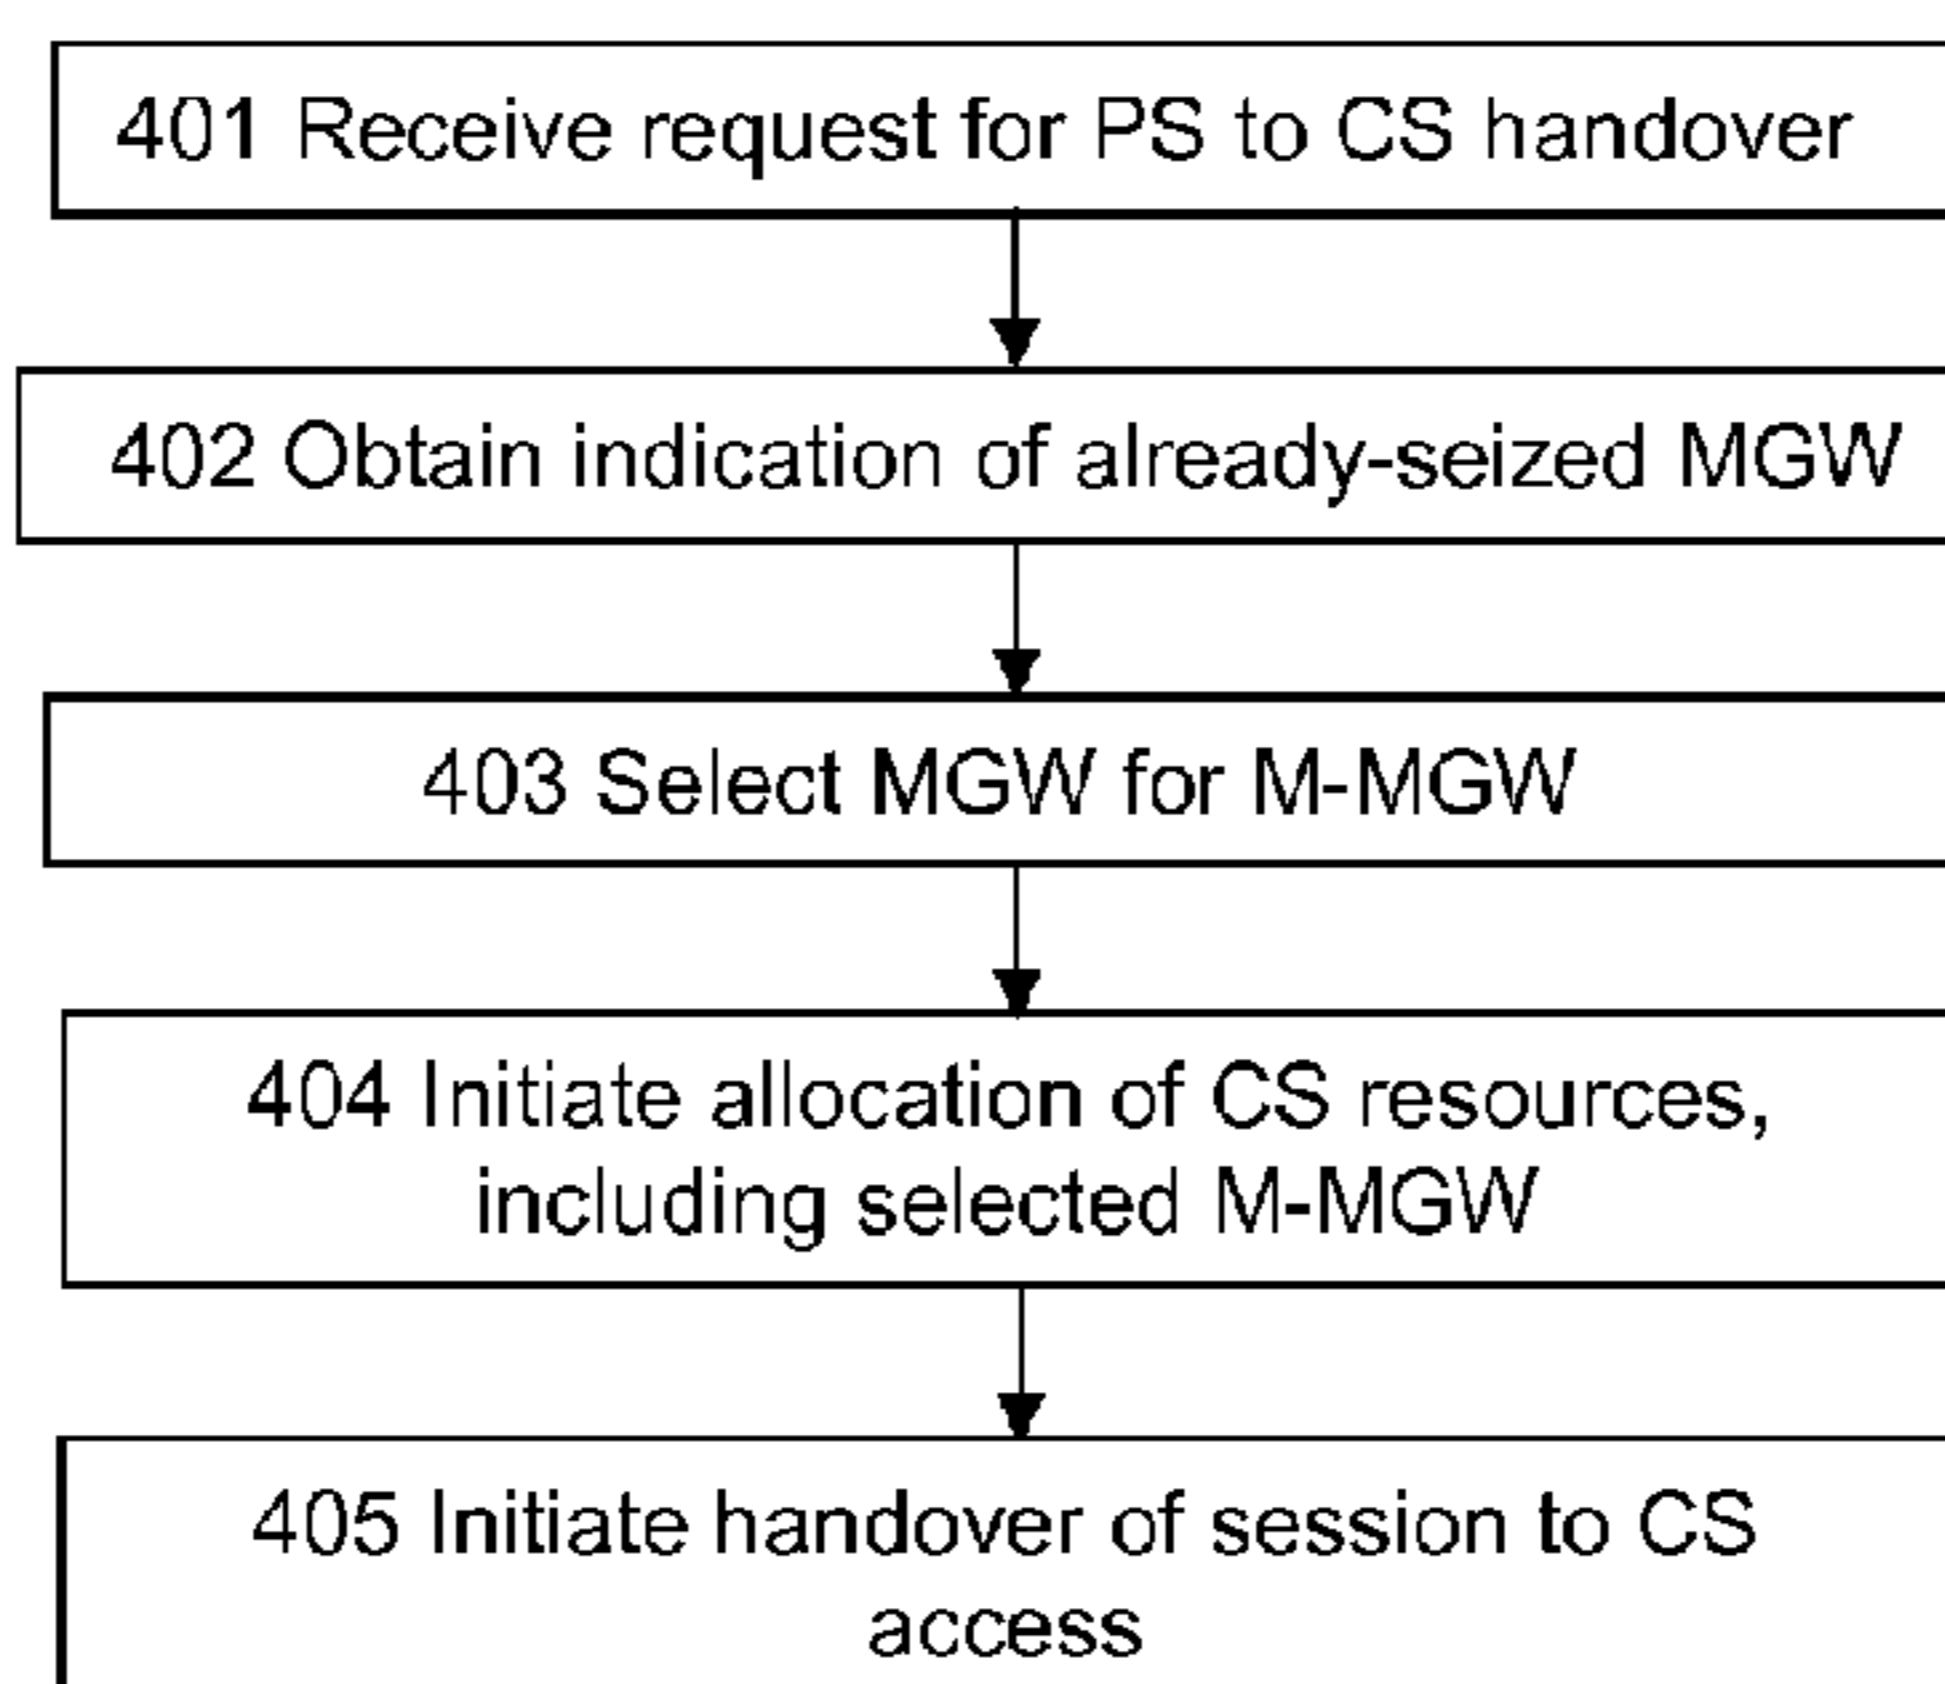 401 Receive request for PS to CS handover
402 Obtain indication of already-seized MGW
403 Select MGW for M-MGW
404 Initiate allocation of CS resources,
including selected M-MGW
405 Initiate handover of session to CS
access